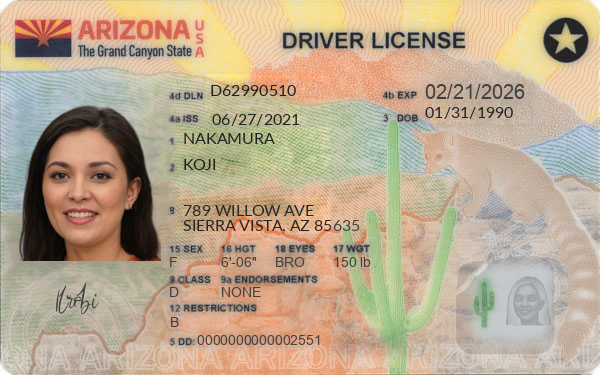 ARIZONA USA
The Grand Canyon State
DRIVER LICENSE
4d DLN D62990510
4b EXP 02/21/2026
4a ISS 06/27/2021
3 DOB 01/31/1990
1 NAKAMURA
2 KOJI
8 789 WILLOW AVE
SIERRA VISTA, AZ 85635
15 SEX 16 HGT 18 EYES 17 WGT
F 6'-06" BRO 150 lb
9 CLASS 9a ENDORSEMENTS
D NONE
12 RESTRICTIONS
B
5 DD: 0000000000002551
ARIZONA ARIZONA ARIZONA ARIZONA